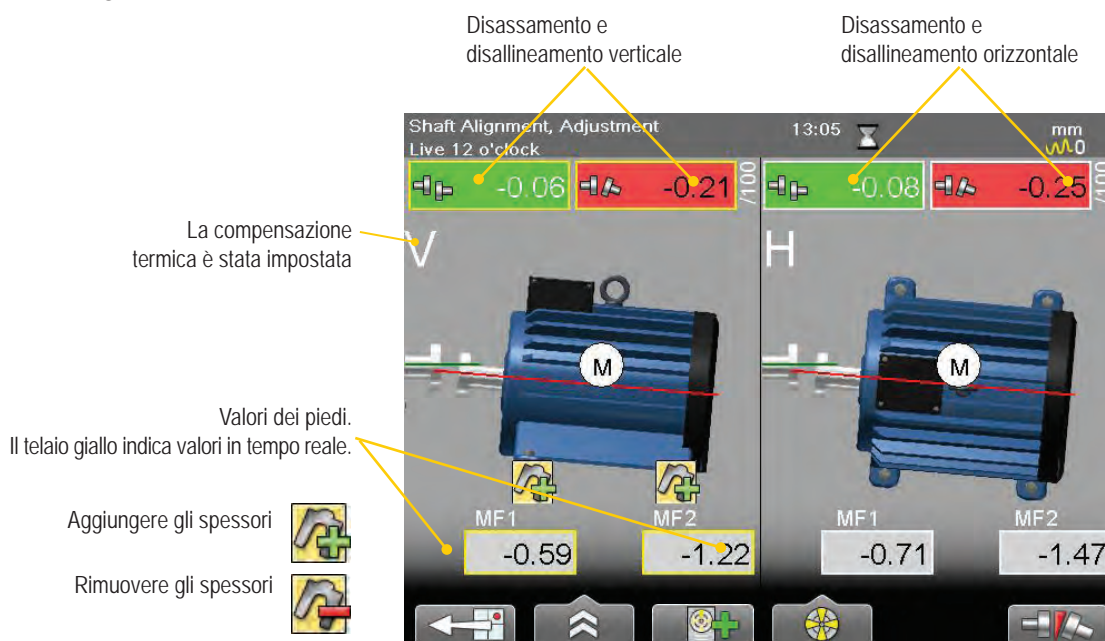 Disassamento e
disallineamento verticale
Disassamento e
disallineamento orizzontale
Shaft Alignment, Adjustment
Live 12 o'clock
13:05
mm
0
-0.06
-0.21
/100
-0.08
-0.25
/100
La compensazione
termica è stata impostata
V
H
M
M
Valori dei piedi.
Il telaio giallo indica valori in tempo reale.
Aggiungere gli spessori
Rimuovere gli spessori
MF1
MF2
MF1
MF2
-0.59
-1.22
-0.71
-1.47